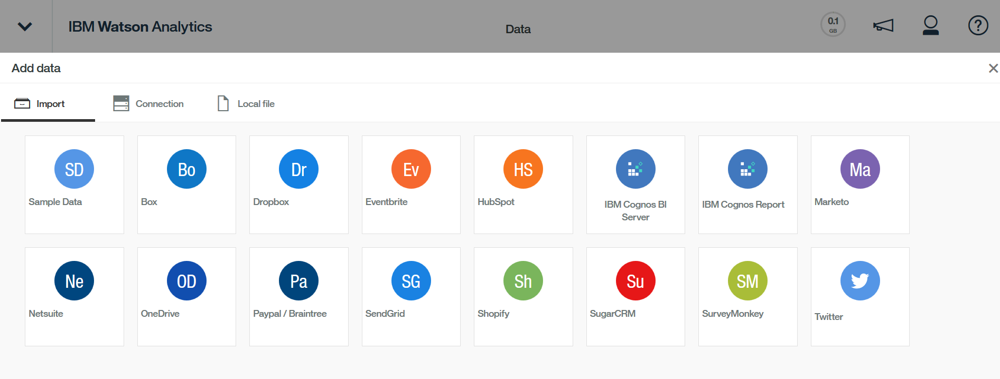 IBM Watson Analytics
Data
0.1
GB
?
Add data
Import
Connection
Local file
SD
Bo
Dr
Ev
HS
Ma
Sample Data
Box
Dropbox
Eventbrite
HubSpot
IBM Cognos BI
Server
IBM Cognos Report
Marketo
Ne
OD
Pa
SG
Sh
Su
SM
Netsuite
OneDrive
Paypal / Braintree
SendGrid
Shopify
SugarCRM
SurveyMonkey
Twitter